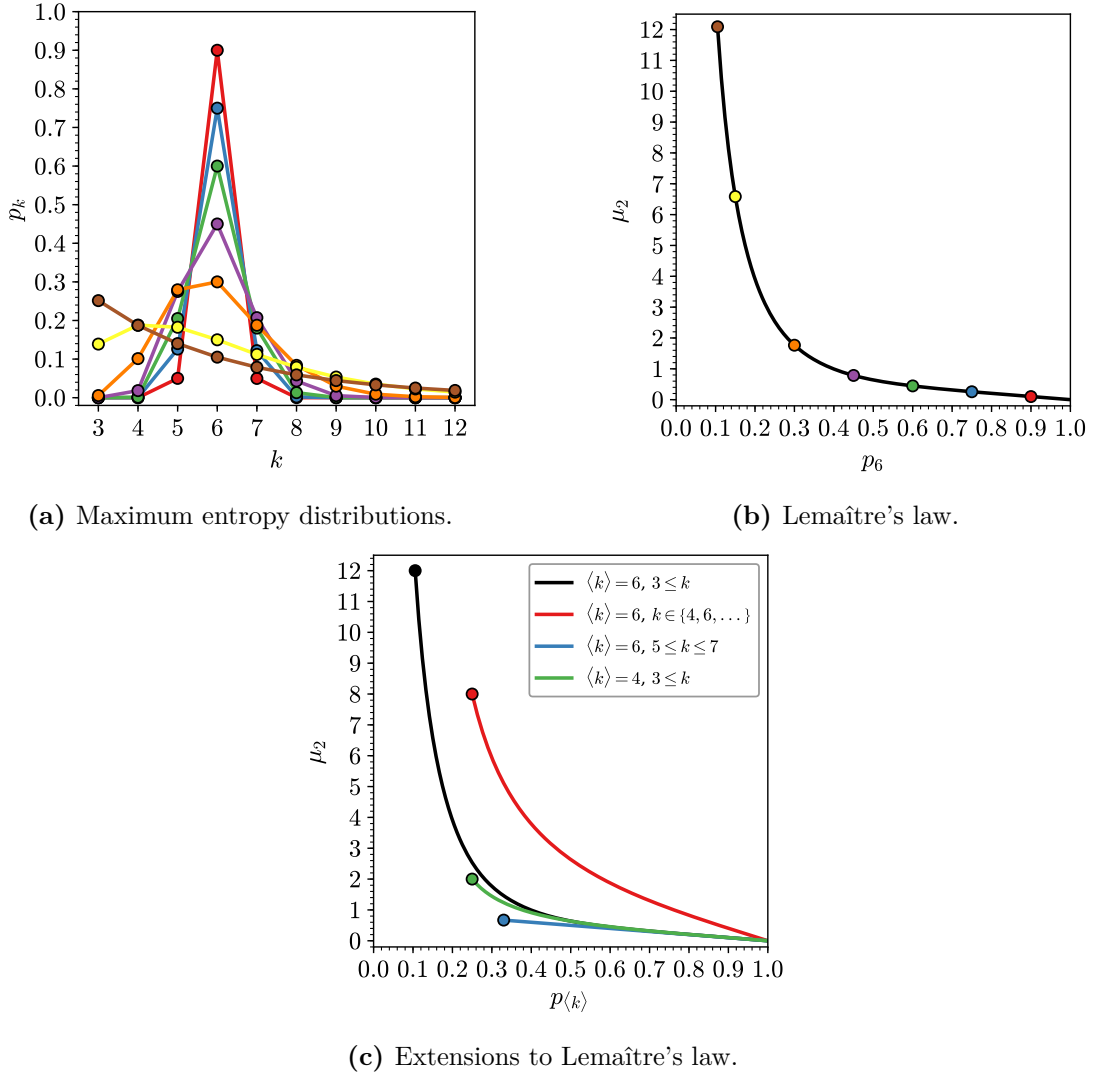 1.0
0.9
0.8
0.7
0.6
0.5
0.4
0.3
0.2
0.1
0.0
p_k
3 4 5 6 7 8 9 10 11 12
k
(a) Maximum entropy distributions.
12
11
10
9
8
7
6
5
4
3
2
1
0
μ_2
0.0 0.1 0.2 0.3 0.4 0.5 0.6 0.7 0.8 0.9 1.0
p_6
(b) Lemaître's law.
12
11
10
9
8
7
6
5
4
3
2
1
0
μ_2
⟨k⟩ = 6, 3 ≤ k
⟨k⟩ = 6, k ∈ {4, 6, ...}
⟨k⟩ = 6, 5 ≤ k ≤ 7
⟨k⟩ = 4, 3 ≤ k
0.0 0.1 0.2 0.3 0.4 0.5 0.6 0.7 0.8 0.9 1.0
p_⟨k⟩
(c) Extensions to Lemaître's law.